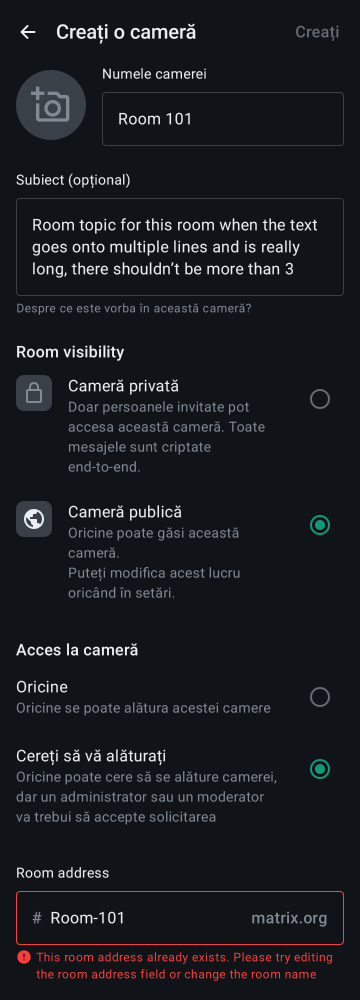 Creați o cameră
Creați
Numele camerei
Room 101
Subiect (opțional)
Room topic for this room when the text
goes onto multiple lines and is really
long, there shouldn’t be more than 3
Despre ce este vorba în această cameră?
Room visibility
Cameră privată
Doar persoanele invitate pot
accesa această cameră. Toate
mesajele sunt criptate
end-to-end.
Cameră publică
Oricine poate găsi această
cameră.
Puteți modifica acest lucru
oricând în setări.
Acces la cameră
Oricine
Oricine se poate alătura acestei camere
Cereți să vă alăturați
Oricine poate cere să se alăture camerei,
dar un administrator sau un moderator
va trebui să accepte solicitarea
Room address
# Room-101 matrix.org
This room address already exists. Please try editing
the room address field or change the room name